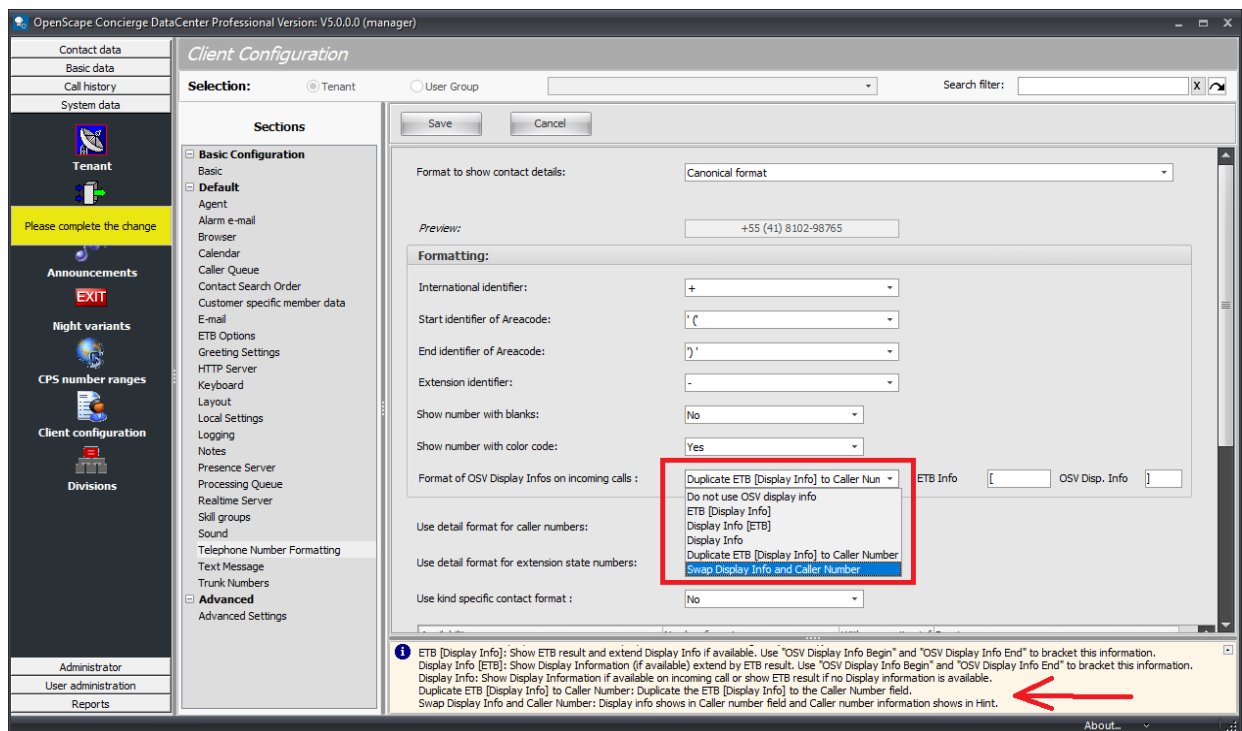 OpenScape Concierge DataCenter Professional Version: V5.0.0.0 (manager)
Contact data
Basic data
Call history
System data
Tenant
Please complete the change
Announcements
EXIT
Night variants
CPS number ranges
Client configuration
Divisions
Administrator
User administration
Reports
Client Configuration
Selection: Tenant User Group Search filter: X
Sections
Basic Configuration
Basic
Default
Agent
Alarm e-mail
Browser
Calendar
Caller Queue
Contact Search Order
Customer specific member data
E-mail
ETB Options
Greeting Settings
HTTP Server
Keyboard
Layout
Local Settings
Logging
Notes
Presence Server
Processing Queue
Realtime Server
Skill groups
Sound
Telephone Number Formatting
Text Message
Trunk Numbers
Advanced
Advanced Settings
Save Cancel
Format to show contact details: Canonical format
Preview: +55 (41) 8102-98765
Formatting:
International identifier: +
Start identifier of Areacode: ' ('
End identifier of Areacode: ') '
Extension identifier: -
Show number with blanks: No
Show number with color code: Yes
Format of OSV Display Infos on incoming calls : Duplicate ETB [Display Info] to Caller Nun ETB Info [ OSV Disp. Info ]
Do not use OSV display info
ETB [Display Info]
Display Info [ETB]
Display Info
Duplicate ETB [Display Info] to Caller Number
Swap Display Info and Caller Number
Use detail format for caller numbers:
Use detail format for extension state numbers:
Use kind specific contact format : No
ETB [Display Info]: Show ETB result and extend Display Info if available. Use "OSV Display Info Begin" and "OSV Display Info End" to bracket this information.
Display Info [ETB]: Show Display Information (if available) extend by ETB result. Use "OSV Display Info Begin" and "OSV Display Info End" to bracket this information.
Display Info: Show Display Information if available on incoming call or show ETB result if no Display information is available.
Duplicate ETB [Display Info] to Caller Number: Duplicate the ETB [Display Info] to the Caller Number field.
Swap Display Info and Caller Number: Display info shows in Caller number field and Caller number information shows in Hint.
About...